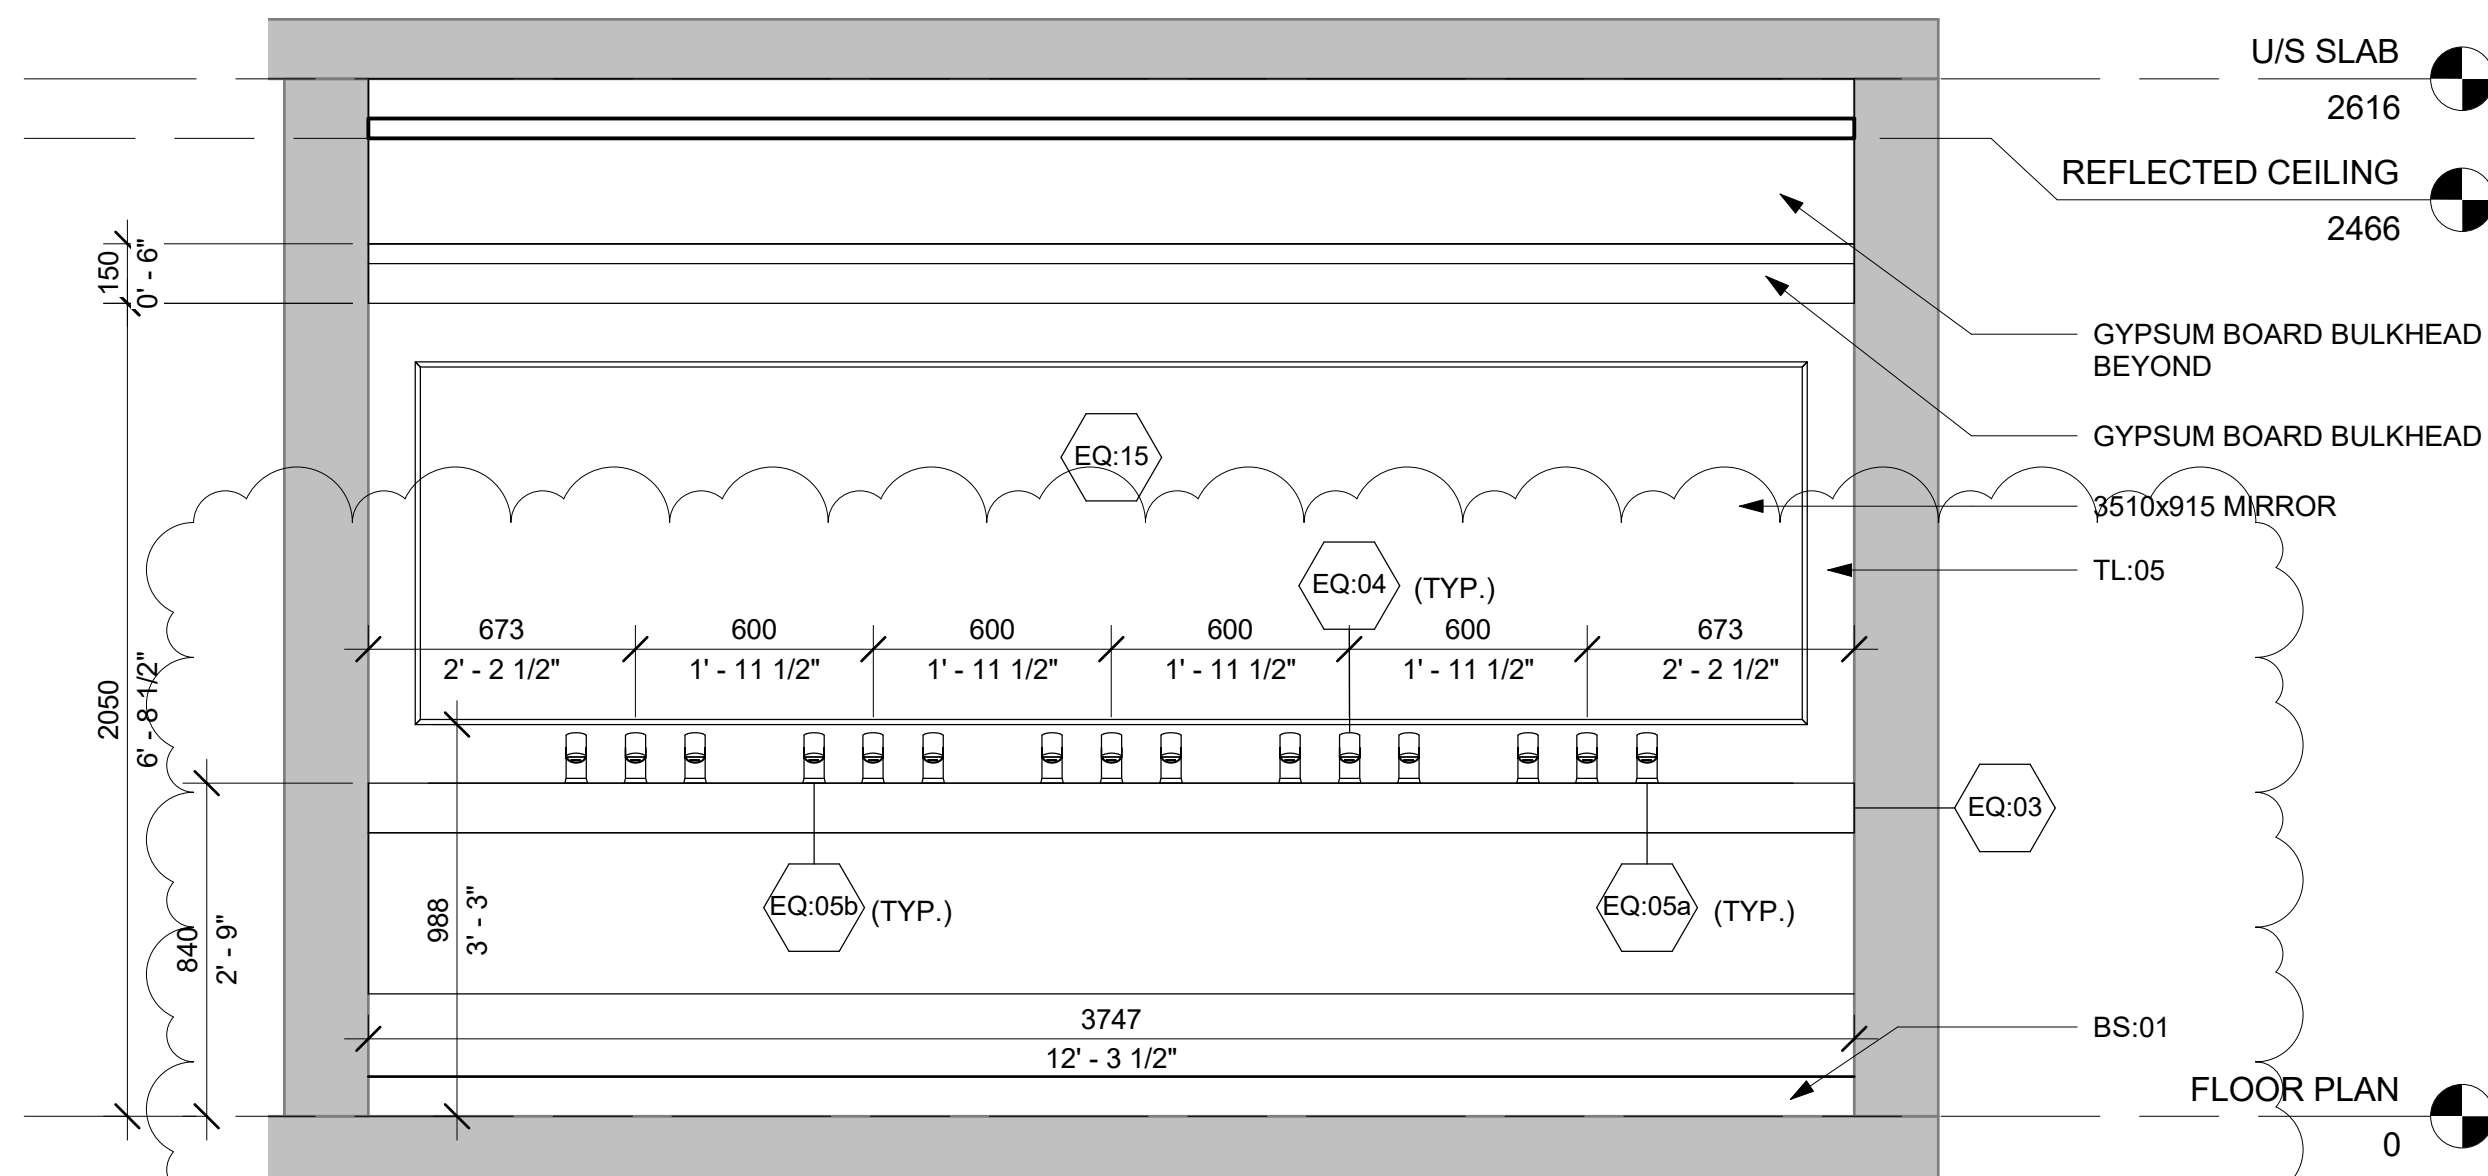 U/S SLAB
2616
REFLECTED CEILING
2466
150
0' - 6"
GYPSUM BOARD BULKHEAD
BEYOND
GYPSUM BOARD BULKHEAD
EQ:15
3510x915 MIRROR
TL:05
EQ:04 (TYP.)
673 600 600 600 600 673
2' - 2 1/2" 1' - 11 1/2" 1' - 11 1/2" 1' - 11 1/2" 1' - 11 1/2" 2' - 2 1/2"
2050
6' - 8 1/2"
EQ:03
EQ:05b (TYP.)
EQ:05a (TYP.)
840
2' - 9"
988
3' - 3"
3747
12' - 3 1/2"
BS:01
FLOOR PLAN
0